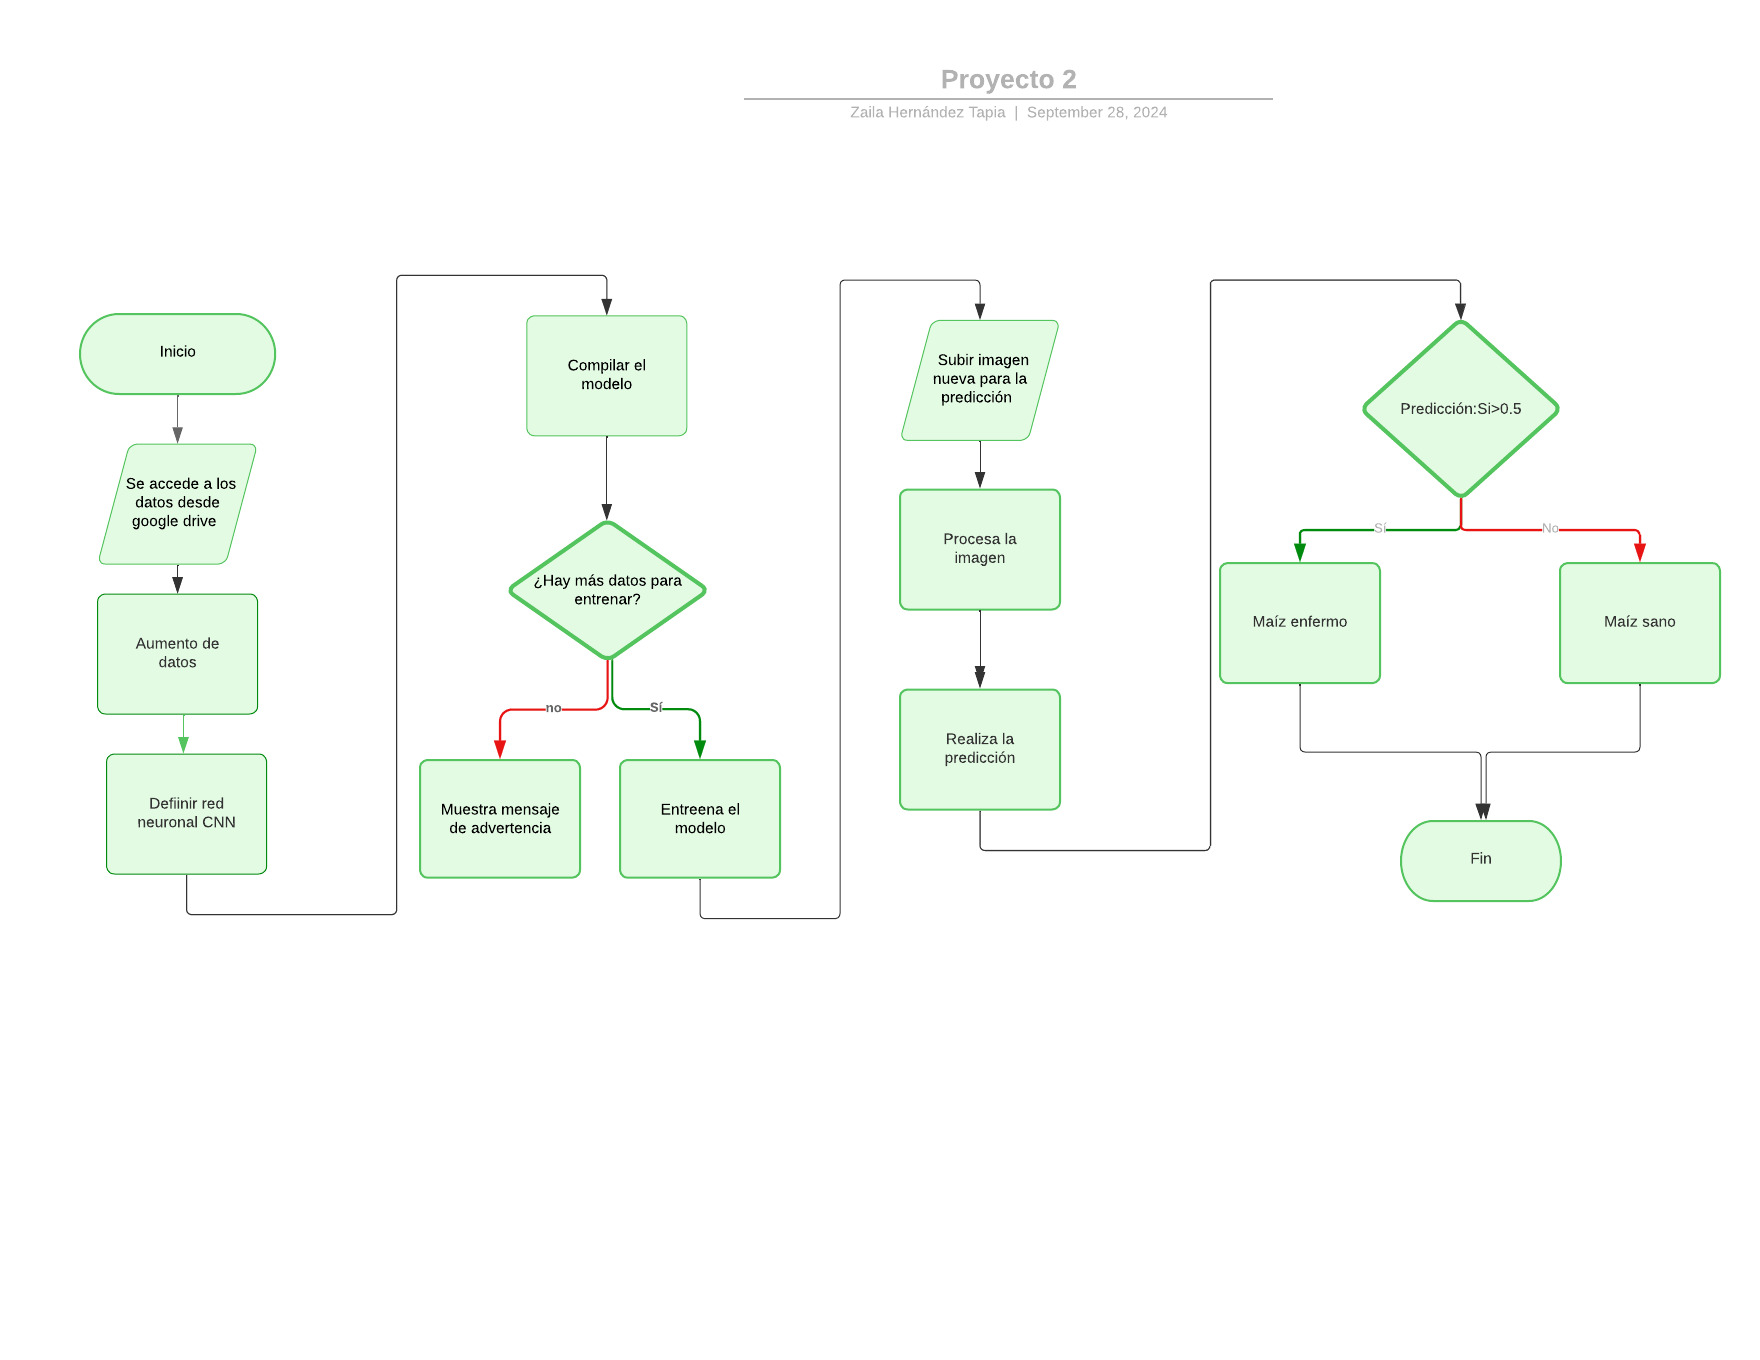 Proyecto 2
Zaila Hernández Tapia | September 28, 2024
Inicio
Se accede a los
datos desde
google drive
Aumento de
datos
Defiinir red
neuronal CNN
Compilar el
modelo
¿Hay más datos para
entrenar?
no
Sí
Muestra mensaje
de advertencia
Entreena el
modelo
Subir imagen
nueva para la
predicción
Procesa la
imagen
Realiza la
predicción
Predicción:Si>0.5
Sí
No
Maíz enfermo
Maíz sano
Fin